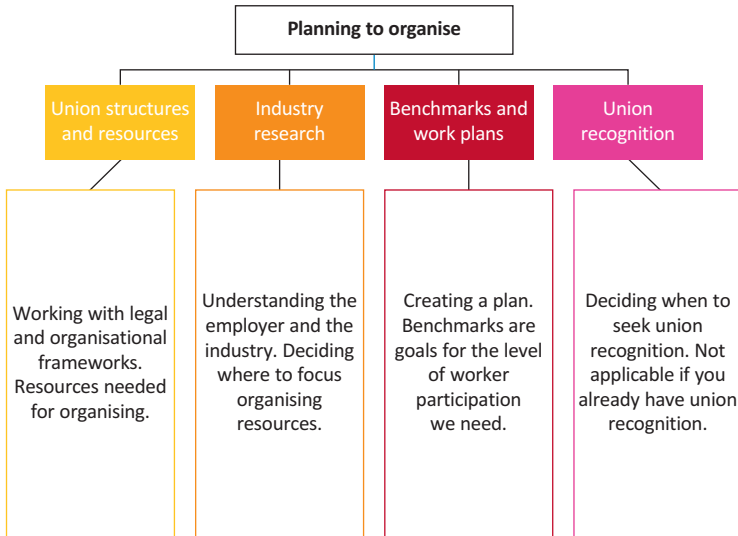 Planning to organise
Union structures
and resources
Industry
research
Benchmarks and
work plans
Union
recognition
Working with legal
and organisational
frameworks.
Resources needed
for organising.
Understanding the
employer and the
industry. Deciding
where to focus
organising
resources.
Creating a plan.
Benchmarks are
goals for the level
of worker
participation
we need.
Deciding when to
seek union
recognition. Not
applicable if you
already have union
recognition.